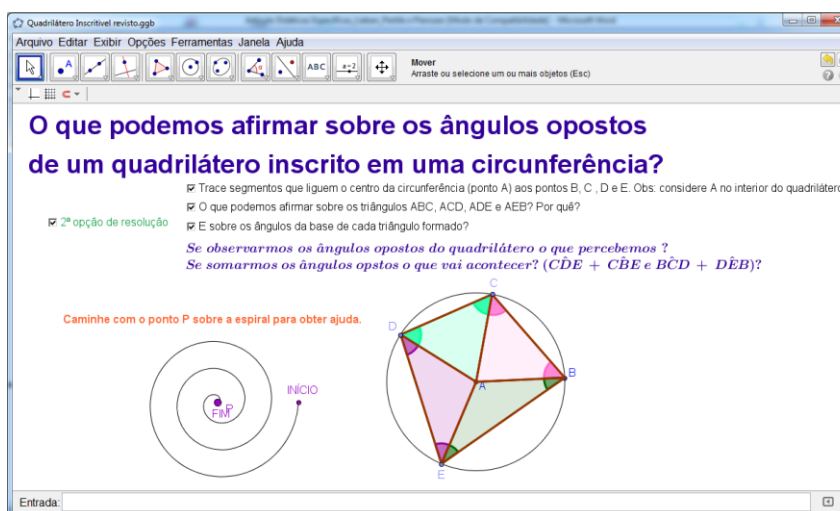 Quadrilátero Inscritível revisto.ggb
Arquivo Editar Exibir Opções Ferramentas Janela Ajuda
A
ABC
a=2
Mover
Arraste ou selecione um ou mais objetos (Esc)
O que podemos afirmar sobre os ângulos opostos
de um quadrilátero inscrito em uma circunferência?
Trace segmentos que liguem o centro da circunferência (ponto A) aos pontos B, C , D e E. Obs: considere A no interior do quadrilátero
2ª opção de resolução
O que podemos afirmar sobre os triângulos ABC, ACD, ADE e AEB? Por quê?
E sobre os ângulos da base de cada triângulo formado?
Se observarmos os ângulos opostos do quadrilátero o que percebemos ?
Se somarmos os ângulos opstos o que vai acontecer? (CD̂E + CB̂E e BĈD + DÊB)?
Caminhe com o ponto P sobre a espiral para obter ajuda.
C
D
B
A
E
INÍCIO
P
FIM
Entrada: